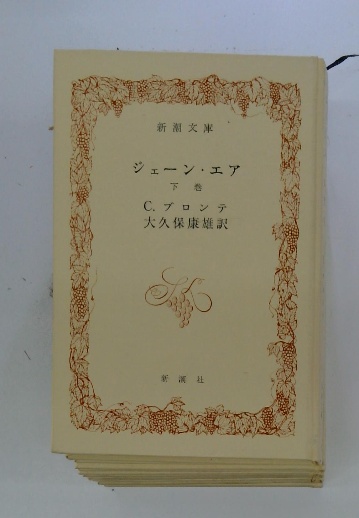 新潮文庫
ジェーン・エア
下巻
C. ブロンテ
大久保康雄訳
新潮社